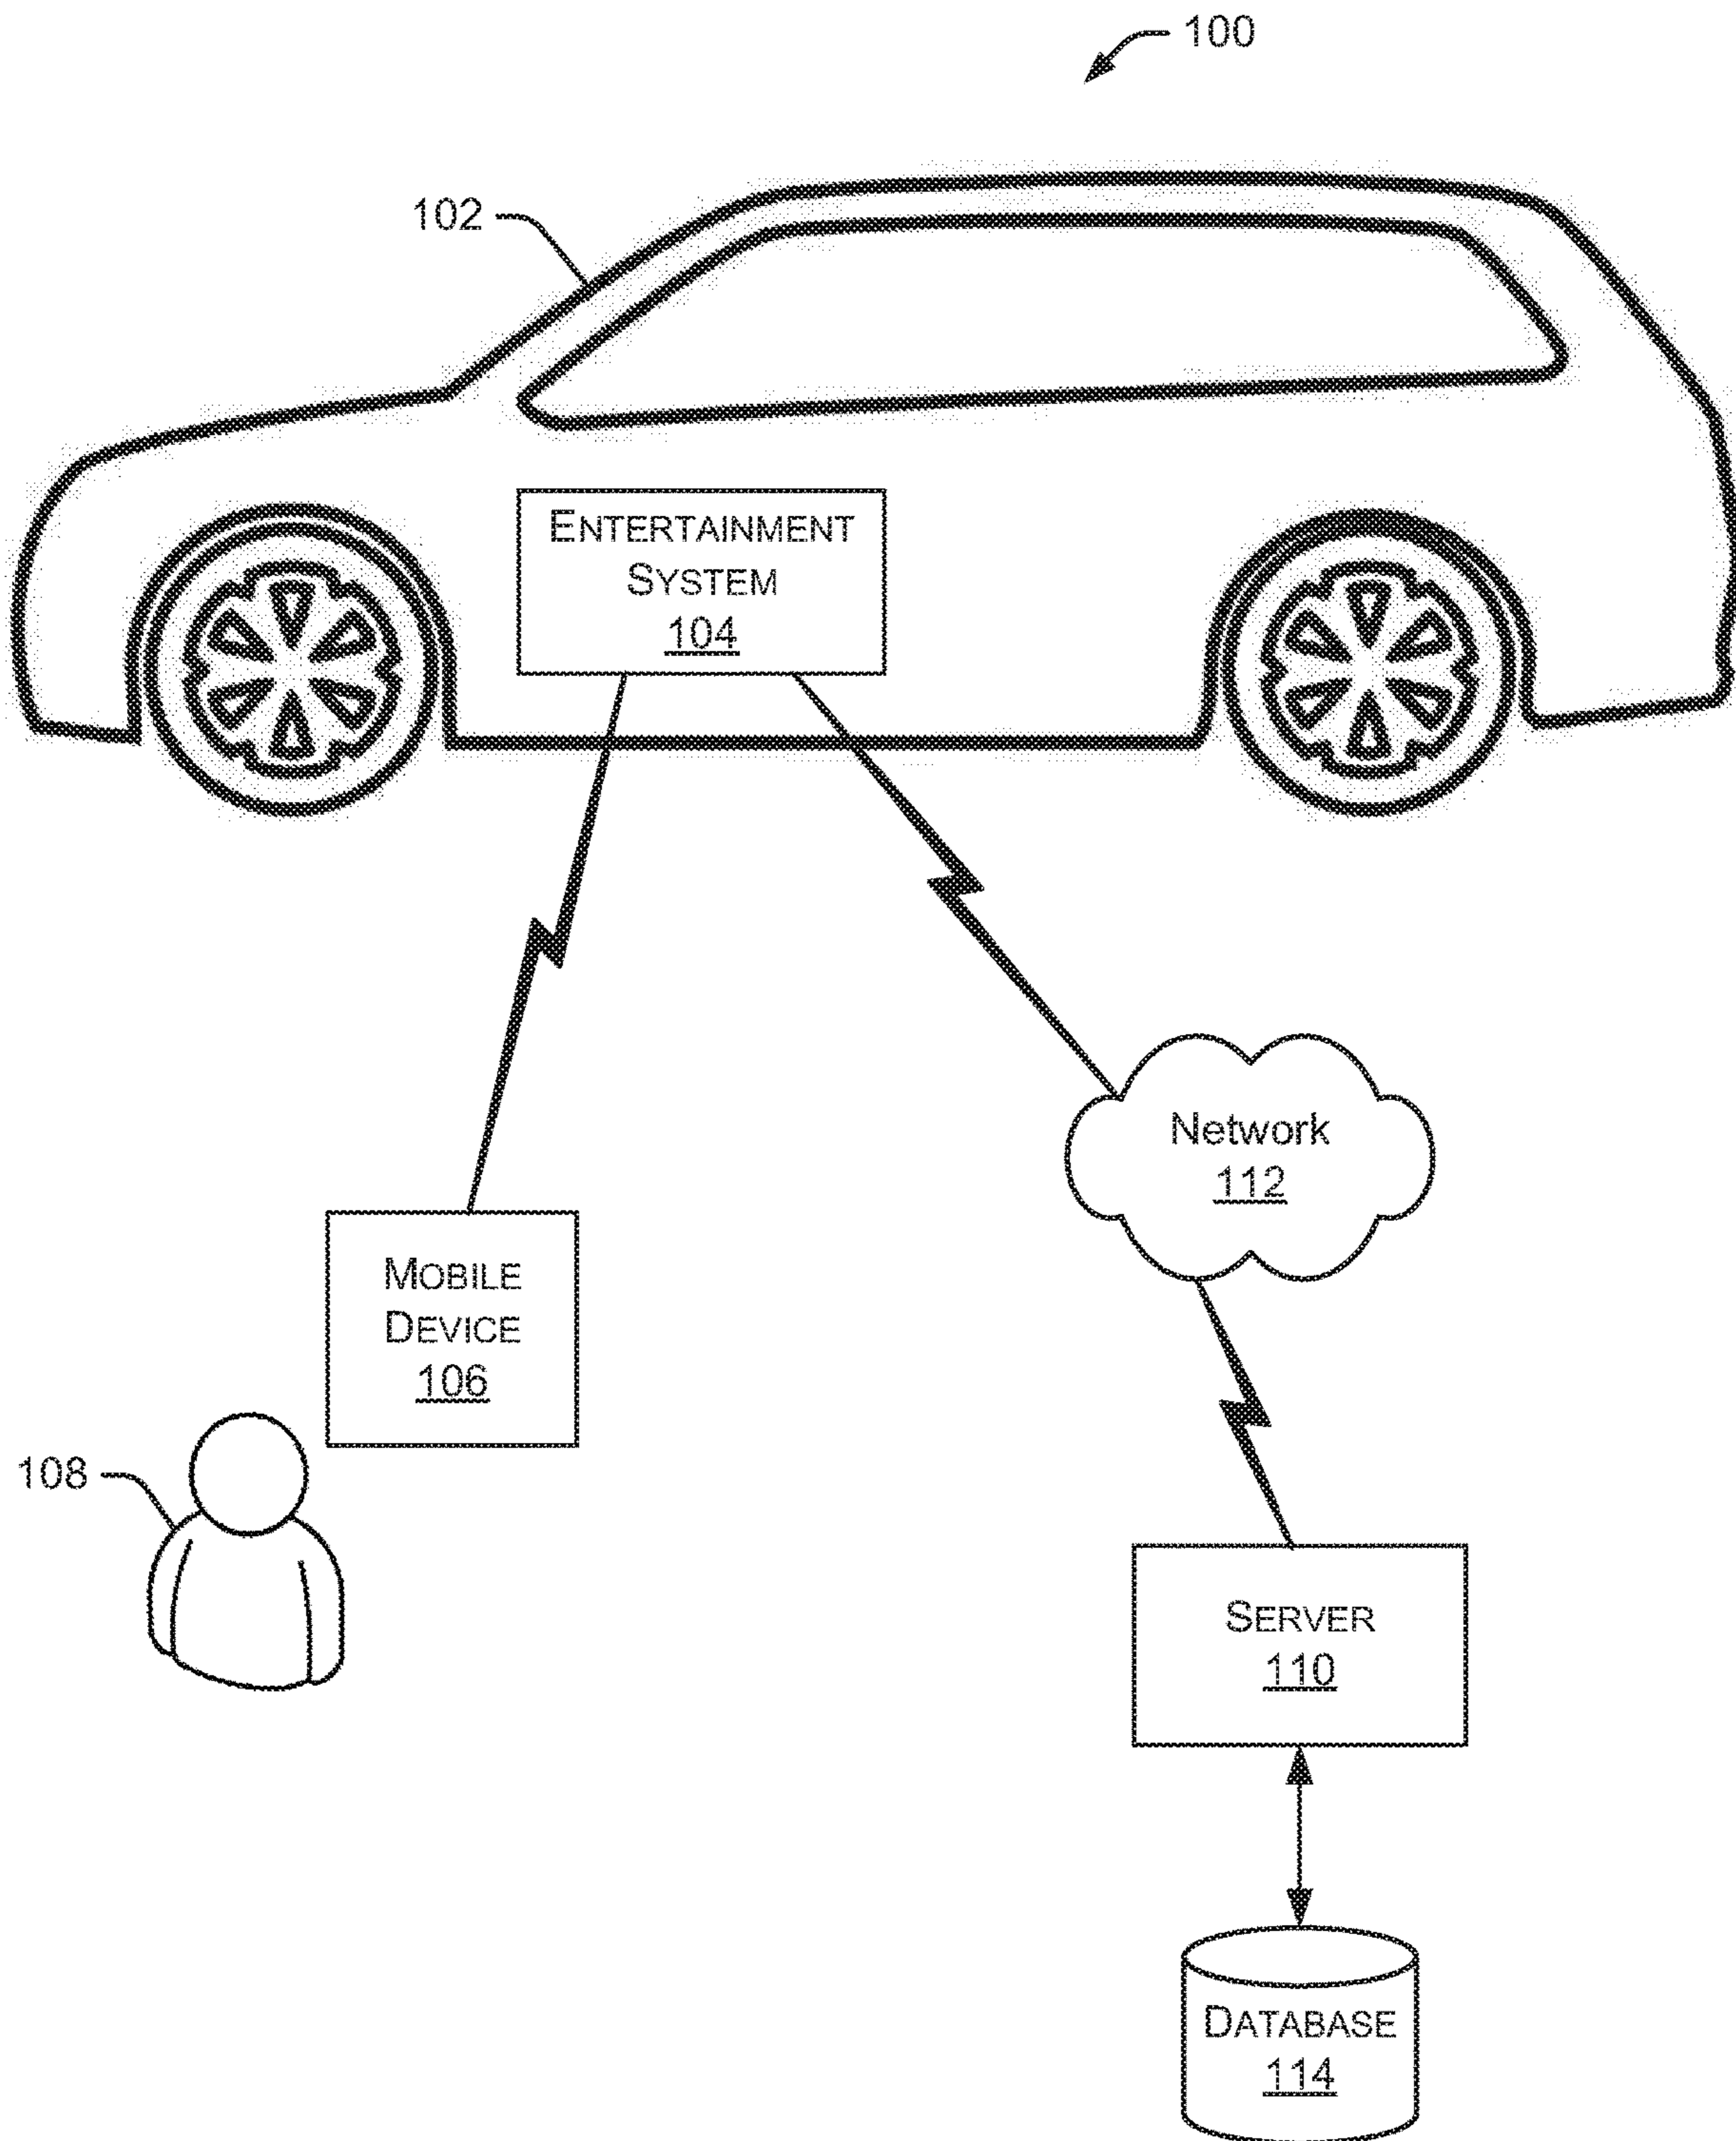 100
102
ENTERTAINMENT
SYSTEM
104
Network
112
MOBILE
DEVICE
106
108
SERVER
110
DATABASE
114